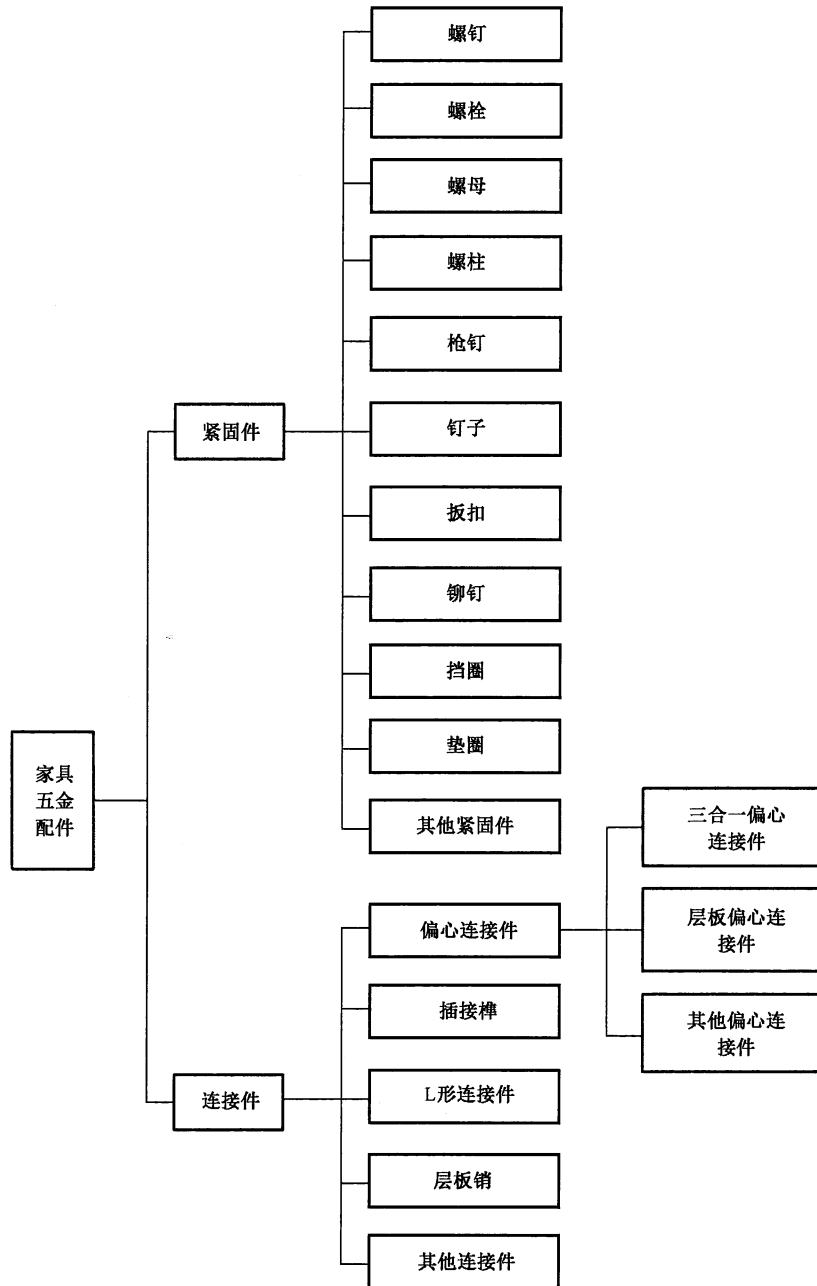 螺钉
螺栓
螺母
螺柱
枪钉
紧固件
钉子
扳扣
铆钉
挡圈
垫圈
家具
五金
配件
其他紧固件
三合一偏心
连接件
偏心连接件
层板偏心连
接件
插接榫
其他偏心连
接件
连接件
L形连接件
层板销
其他连接件